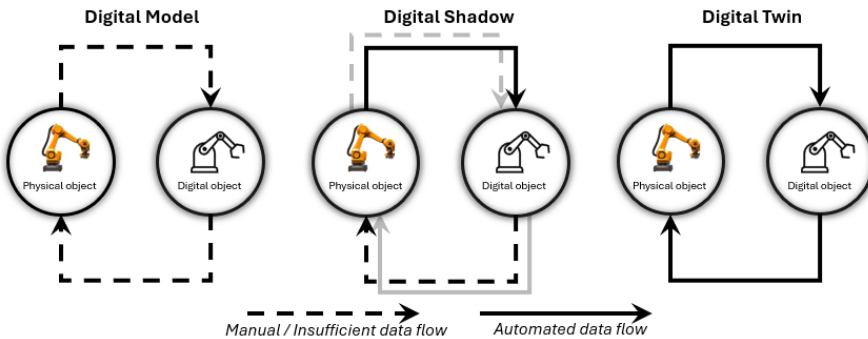 Digital Model
Digital Shadow
Digital Twin
Physical object
Digital object
Physical object
Digital object
Physical object
Digital object
Manual / Insufficient data flow
Automated data flow